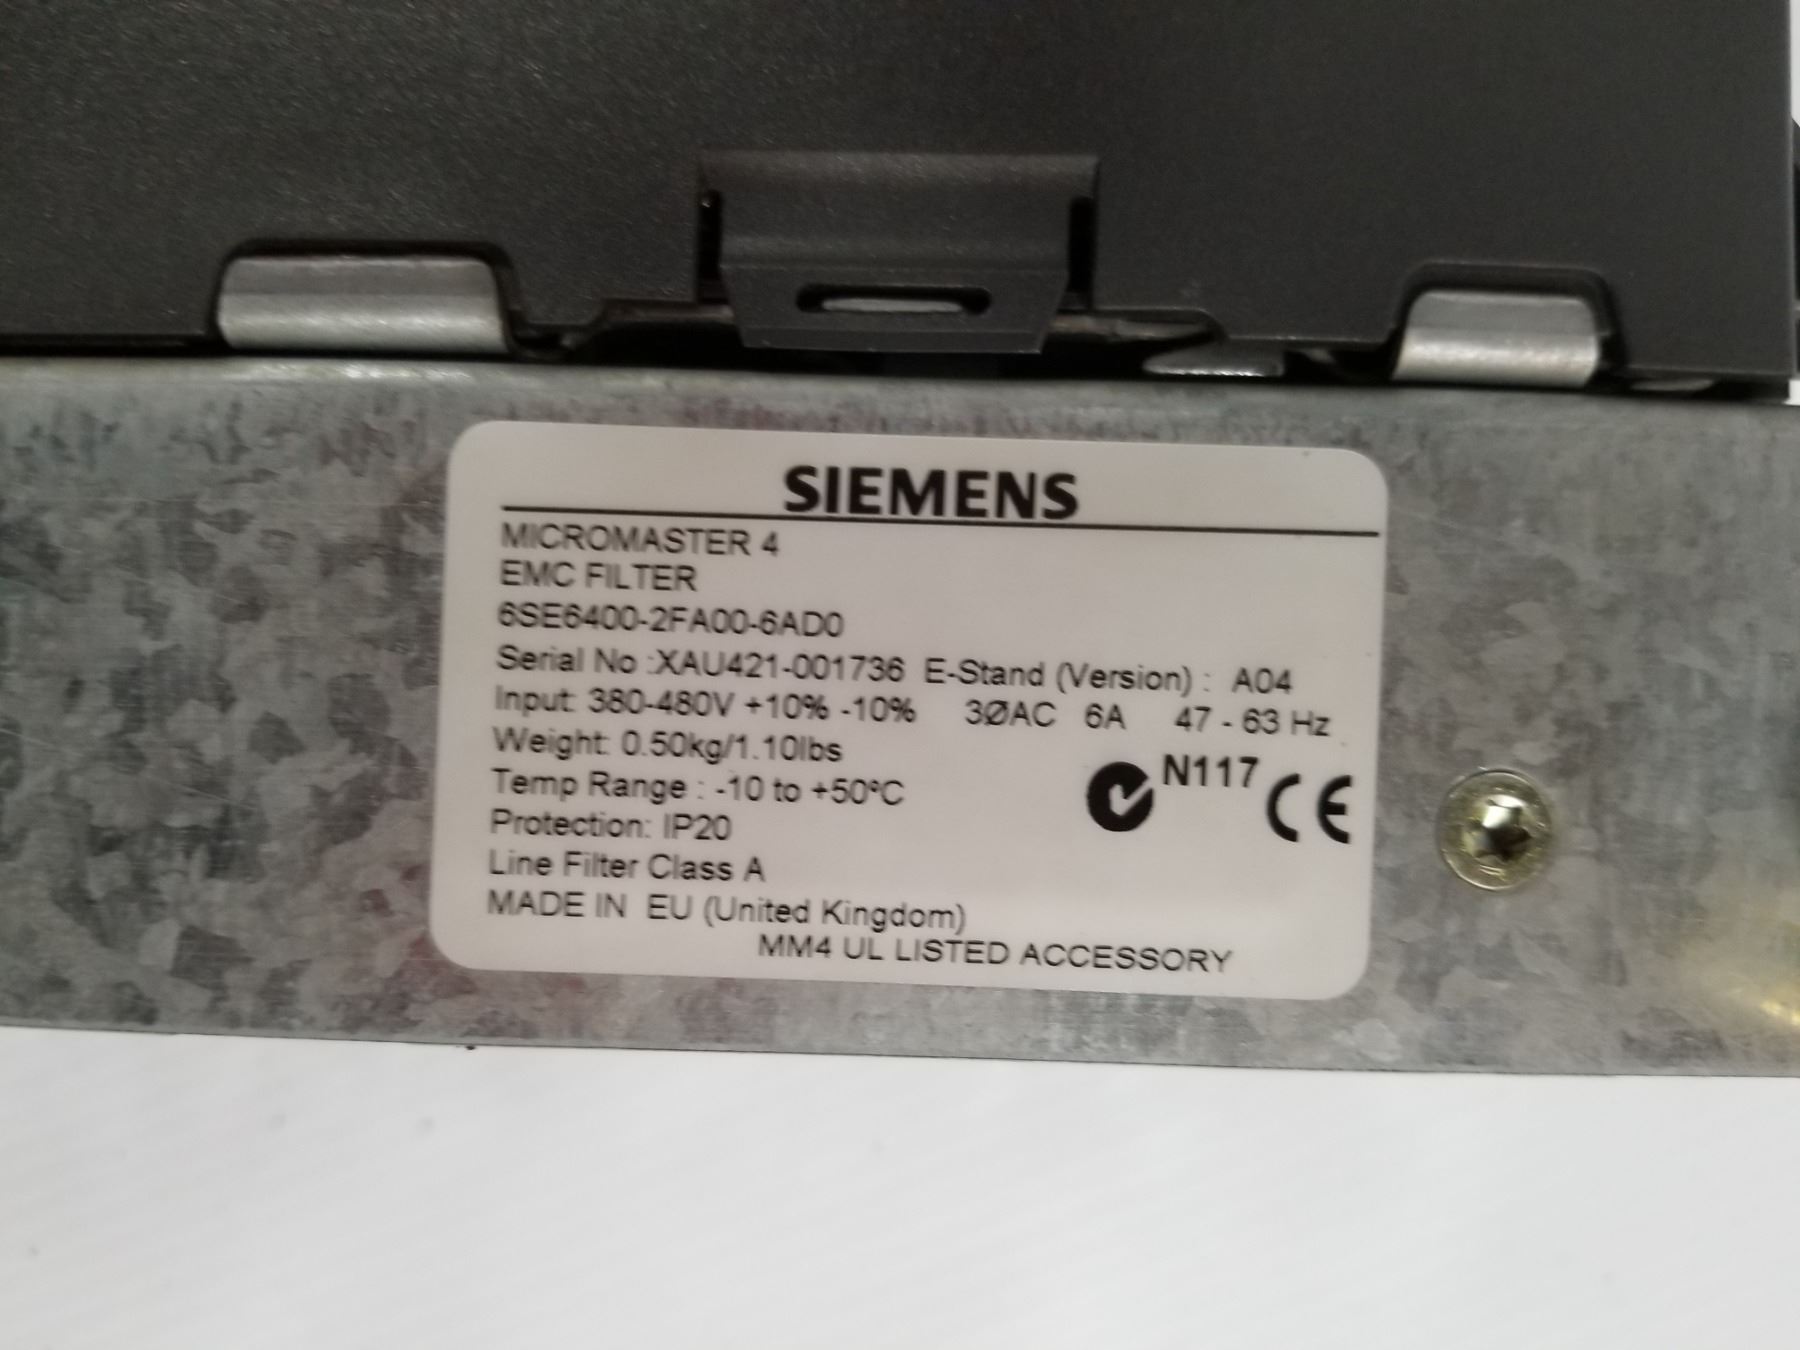 SIEMENS
MICROMASTER 4
EMC FILTER
6SE6400-2FA00-6AD0
Serial No :XAU421-001736 E-Stand (Version) : A04
Input: 380-480V +10% -10% 3ØAC 6A 47 - 63 Hz
Weight: 0.50kg/1.10lbs
Temp Range : -10 to +50°C
N117 CE
Protection: IP20
Line Filter Class A
MADE IN EU (United Kingdom)
MM4 UL LISTED ACCESSORY